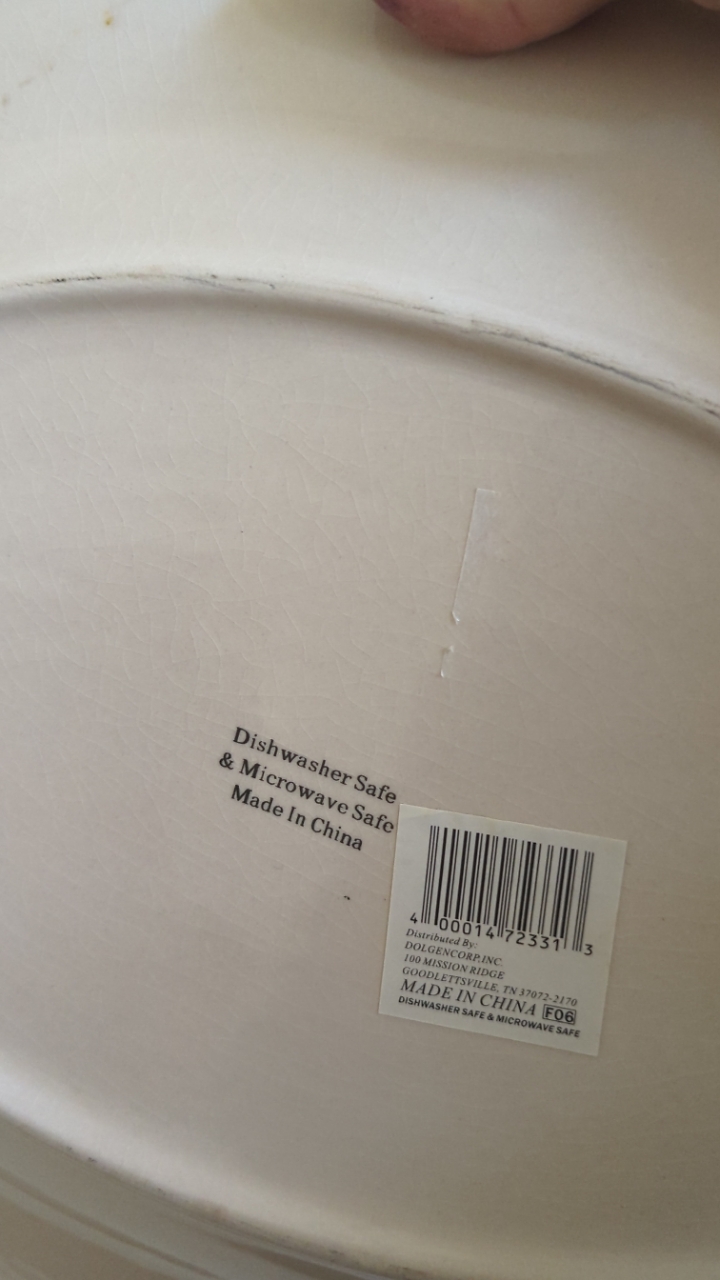 Dishwasher Safe
& Microwave Safe
Made In China
4 00014 72331 3
Distributed By:
DOLGENCORP,INC.
100 MISSION RIDGE
GOODLETTSVILLE, TN 37072-2170
MADE IN CHINA F06
DISHWASHER SAFE & MICROWAVE SAFE